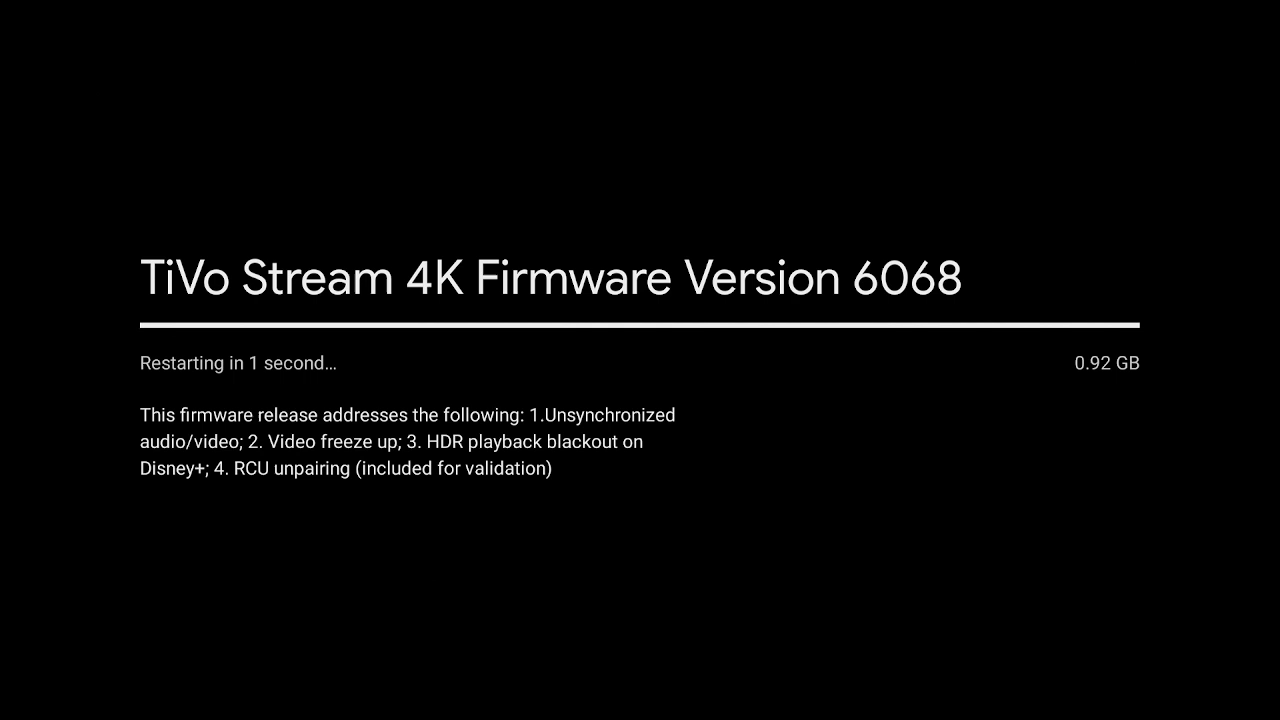 TiVo Stream 4K Firmware Version 6068
Restarting in 1 second… 0.92 GB
This firmware release addresses the following: 1.Unsynchronized
audio/video; 2. Video freeze up; 3. HDR playback blackout on
Disney+; 4. RCU unpairing (included for validation)